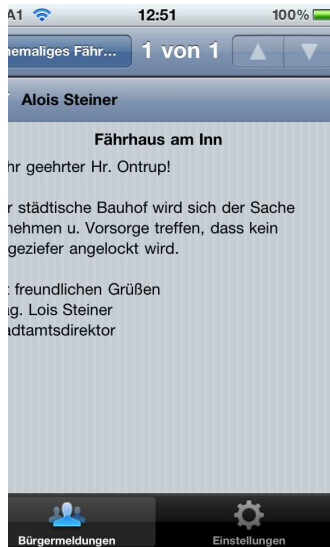 A1 12:51 100%
hemaliges Fähr... 1 von 1
Alois Steiner
Fährhaus am Inn
hr geehrter Hr. Ontrup!
r städtische Bauhof wird sich der Sache
nehmen u. Vorsorge treffen, dass kein
geziefer angelockt wird.
t freundlichen Grüßen
ag. Lois Steiner
adtamtsdirektor
Bürgermeldungen Einstellungen